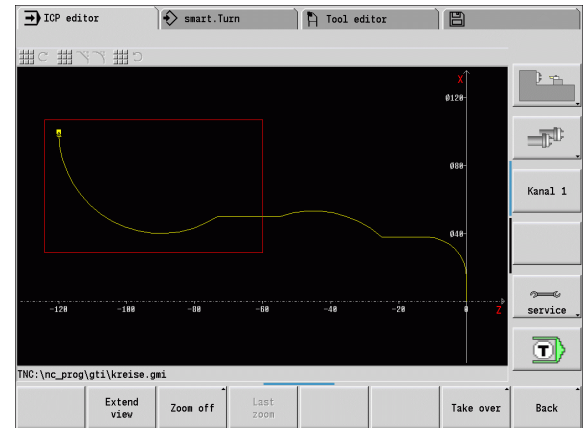 ICP editor
smart.Turn
Tool editor
X
Ø120
Ø80
Kanal 1
Ø40
-120
-100
-80
-60
-40
-20
0
Z
service
T
TNC:\nc_prog\gti\kreise.gmi
Extend view
Zoom off
Last zoom
Take over
Back